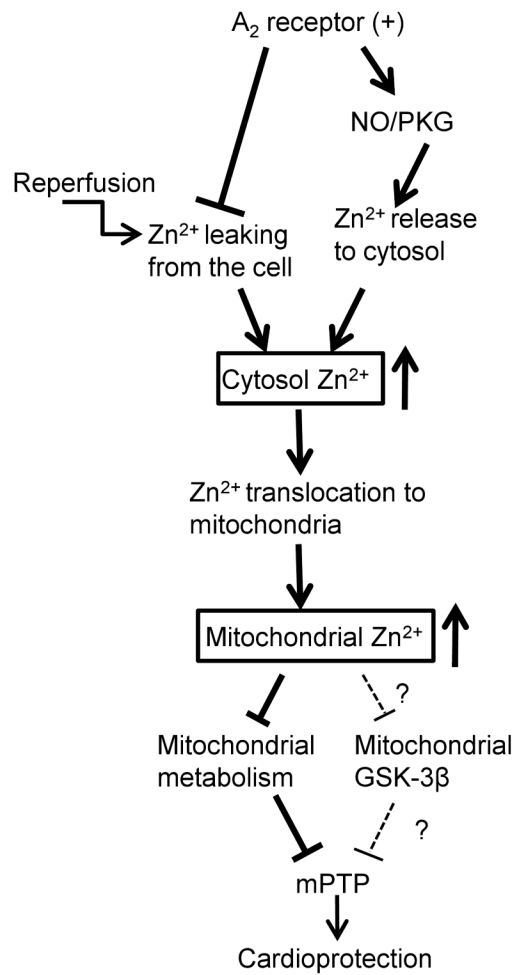 A₂ receptor (+)
NO/PKG
Reperfusion
Zn²⁺ leaking
from the cell
Zn²⁺ release
to cytosol
Cytosol Zn²⁺
Zn²⁺ translocation to
mitochondria
Mitochondrial Zn²⁺
?
Mitochondrial
metabolism
Mitochondrial
GSK-3β
?
mPTP
Cardioprotection